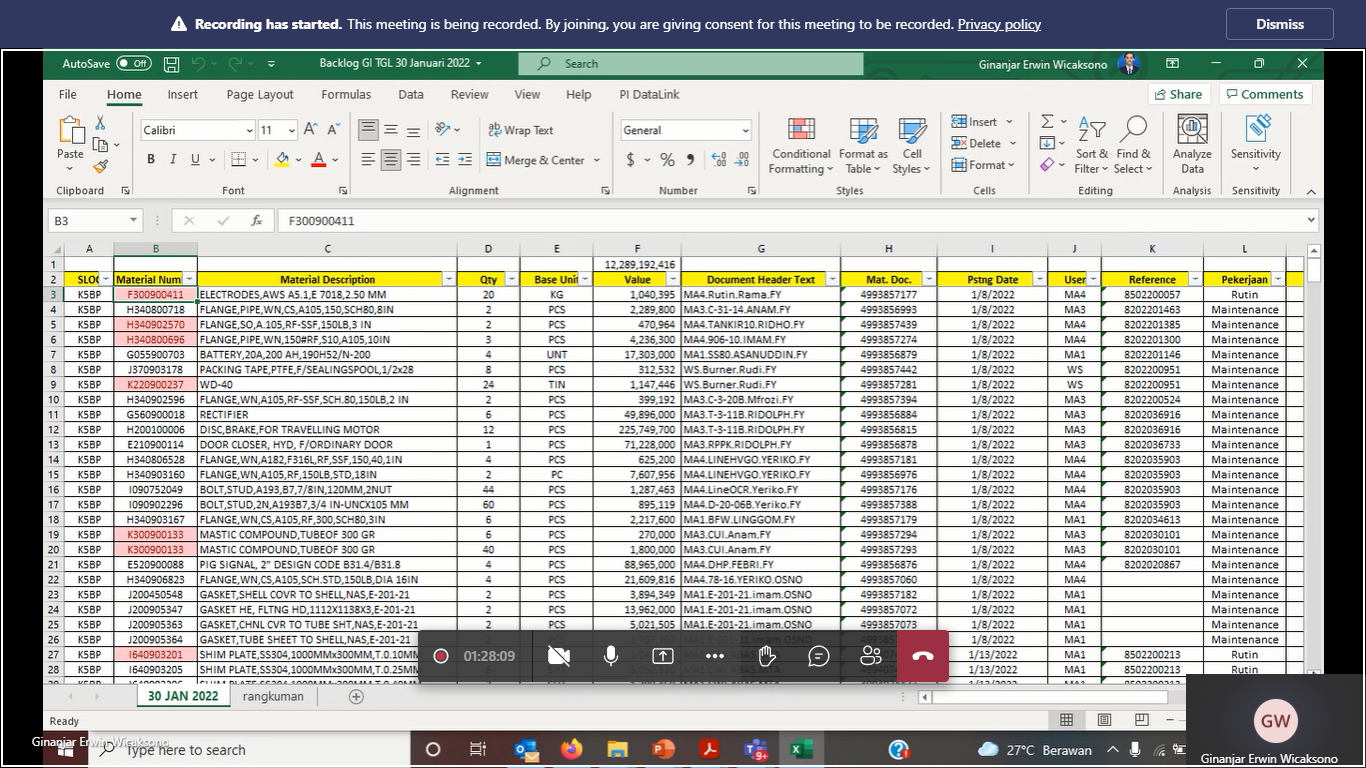 Recording has started. This meeting is being recorded. By joining, you are giving consent for this meeting to be recorded. Privacy policy Dismiss
AutoSave Off Backlog GI TGL 30 Januari 2022 Search Ginanjar Erwin Wicaksono
File Home Insert Page Layout Formulas Data Review View Help PI DataLink Share Comments
Paste Calibri 11 Wrap Text General Conditional Formatting Format as Table Cell Styles Insert Sort & Filter Find & Select Analyze Data Sensitivity
B I U Merge & Center $ % Delete
Format
Clipboard Font Alignment Number Styles Cells Editing Analysis Sensitivity
B3 fx F300900411
A B C D E F G H I J K L
1 12,289,192,416
2 SLO Material Num Material Description Qty Base Unit Value Document Header Text Mat. Doc. Pstng Date User Reference Pekerjaan
3 K5BP F300900411 ELECTRODES,AWS A5.1,E 7018,2.50 MM 20 KG 1,040,395 MA4.Rutin.Rama.FY 4993857177 1/8/2022 MA4 8502200057 Rutin
4 K5BP H340800718 FLANGE,PIPE,WN,CS,A105,150,SCH80,8IN 2 PCS 2,289,800 MA3.C-31-14.ANAM.FY 4993856993 1/8/2022 MA3 8202201463 Maintenance
5 K5BP H340902570 FLANGE,SO,A.105,RF-SSF,150LB,3 IN 2 PCS 470,964 MA4.TANKIR10.RIDHO.FY 4993857439 1/8/2022 MA4 8202201385 Maintenance
6 K5BP H340800696 FLANGE,PIPE,WN,150#RF,S10,A105,10IN 3 PCS 4,236,300 MA4.906-10.IMAM.FY 4993857274 1/8/2022 MA4 8202201300 Maintenance
7 K5BP G055900703 BATTERY,20A,200 AH,190H52/N-200 4 UNT 17,303,000 MA1.SS80.ASANUDDIN.FY 4993856879 1/8/2022 MA1 8202201146 Maintenance
8 K5BP J370903178 PACKING TAPE,PTFE,F/SEALINGSPOOL,1/2x28 8 PCS 312,532 WS.Burner.Rudi.FY 4993857442 1/8/2022 WS 8202200951 Maintenance
9 K5BP K220900237 WD-40 24 TIN 1,147,446 WS.Burner.Rudi.FY 4993857281 1/8/2022 WS 8202200951 Maintenance
10 K5BP H340902596 FLANGE,WN,A105,RF-SSF,SCH.80,150LB,2 IN 2 PCS 399,192 MA3.C-3-20B.Mfrozi.FY 4993857394 1/8/2022 MA3 8202200524 Maintenance
11 K5BP G560900018 RECTIFIER 6 PCS 49,896,000 MA3.T-3-11B.RIDOLPH.FY 4993856884 1/8/2022 MA3 8202036916 Maintenance
12 K5BP H200100006 DISC,BRAKE,FOR TRAVELLING MOTOR 12 PCS 225,749,700 MA3.T-3-11B.RIDOLPH.FY 4993856815 1/8/2022 MA3 8202036916 Maintenance
13 K5BP E210900114 DOOR CLOSER, HYD, F/ORDINARY DOOR 1 PCS 71,228,000 MA3.RPPK.RIDOLPH.FY 4993856878 1/8/2022 MA3 8202036733 Maintenance
14 K5BP H340806528 FLANGE,WN,A182,F316L,RF,SSF,150,40,1IN 4 PCS 625,200 MA4.LINEHVGO.YERIKO.FY 4993857181 1/8/2022 MA4 8202035903 Maintenance
15 K5BP H340903160 FLANGE,WN,A105,RF,150LB,STD,18IN 2 PC 7,607,956 MA4.LINEHVGO.YERIKO.FY 4993856976 1/8/2022 MA4 8202035903 Maintenance
16 K5BP I090752049 BOLT,STUD,A193,B7,7/8IN,120MM,2NUT 44 PCS 1,287,463 MA4.LineOCR.Yeriko.FY 4993857176 1/8/2022 MA4 8202035903 Maintenance
17 K5BP I090902296 BOLT,STUD,2N,A193B7,3/4 IN-UNCX105 MM 60 PCS 895,119 MA4.D-20-06B.Yeriko.FY 4993857388 1/8/2022 MA4 8202035903 Maintenance
18 K5BP H340903167 FLANGE,WN,CS,A105,RF,300,SCH80,3IN 6 PCS 2,217,600 MA1.BFW.LINGGOM.FY 4993857179 1/8/2022 MA1 8202034613 Maintenance
19 K5BP K300900133 MASTIC COMPOUND,TUBEOF 300 GR 6 PCS 270,000 MA3.CUI.Anam.FY 4993857294 1/8/2022 MA3 8202030101 Maintenance
20 K5BP K300900133 MASTIC COMPOUND,TUBEOF 300 GR 40 PCS 1,800,000 MA3.CUI.Anam.FY 4993857293 1/8/2022 MA3 8202030101 Maintenance
21 K5BP E520900088 PIG SIGNAL, 2" DESIGN CODE B31.4/B31.8 4 PCS 88,965,000 MA4.DHP.FEBRI.FY 4993856876 1/8/2022 MA4 8202020867 Maintenance
22 K5BP H340906823 FLANGE,WN,CS,A105,SCH.STD,150LB,DIA 16IN 4 PCS 21,609,816 MA4.78-16.YERIKO.OSNO 4993857060 1/8/2022 MA4 Maintenance
23 K5BP J200450548 GASKET,SHELL COVR TO SHELL,NAS,E-201-21 2 PCS 3,894,349 MA1.E-201-21.imam.OSNO 4993857182 1/8/2022 MA1 Maintenance
24 K5BP J200905347 GASKET HE, FLTNG HD,1112X1138X3,E-201-21 2 PCS 13,962,000 MA1.E-201-21.imam.OSNO 4993857072 1/8/2022 MA1 Maintenance
25 K5BP J200905363 GASKET,CHNL CVR TO TUBE SHT,NAS,E-201-21 2 PCS 5,021,505 MA1.E-201-21.imam.OSNO 4993857073 1/8/2022 MA1 Maintenance
26 K5BP J200905364 GASKET,TUBE SHEET TO SHELL,NAS,E-201-21 1/8/2022 MA1 Maintenance
27 K5BP I640903201 SHIM PLATE,SS304,1000MMx300MM,T.0.10MM 1/13/2022 MA1 8502200213 Rutin
28 K5BP I640903205 SHIM PLATE,SS304,1000MMx300MM,T.0.25MM 1/13/2022 MA1 8502200213 Rutin
01:28:09
30 JAN 2022 rangkuman
Ready
GW
Ginanjar Erwin Wicaksono
Type here to search 9+ 27°C Berawan
Ginanjar Erwin Wicaksono